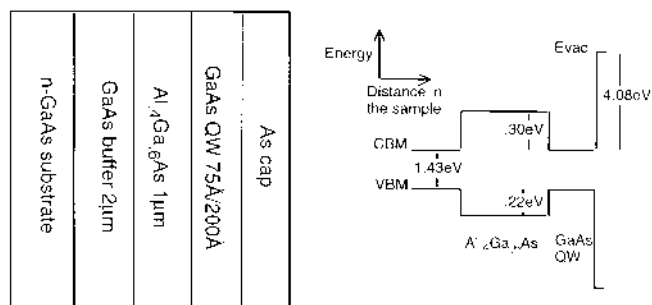 n-GaAs substrate
GaAs buffer 2μm
Al.4Ga.6As 1μm
GaAs QW 75Å/200Å
As cap
Energy
Distance in
the sample
Evac
4.08eV
CBM
.30eV
1.43eV
VBM
.22eV
Al.4Ga.6As
GaAs
QW